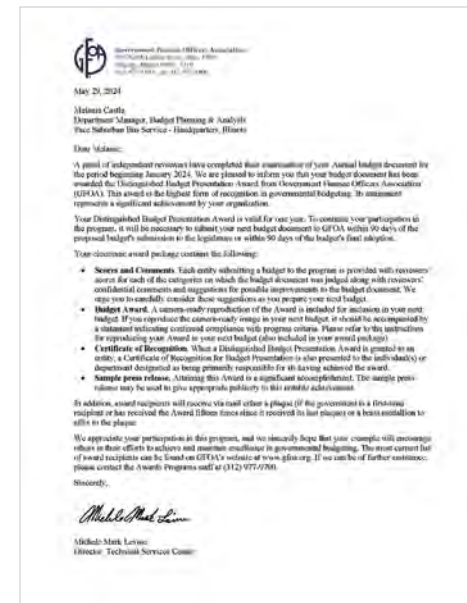 GFOA
Government Finance Officers Association
May 29, 2024
Melanie Castle
Department Manager, Budget Planning & Analysis
Pace Suburban Bus Service - Headquarters, Illinois
Dear Melanie:
A panel of independent reviewers have completed their examination of your Annual budget document for
the period beginning January 2024. We are pleased to inform you that your budget document has been
awarded the Distinguished Budget Presentation Award from Government Finance Officers Association
(GFOA). This award is the highest form of recognition in governmental budgeting. Its attainment
represents a significant achievement by your organization.
Your Distinguished Budget Presentation Award is valid for one year. To continue your participation in
the program, it will be necessary to submit your next budget document to GFOA within 90 days of the
proposed budget's submission to the legislature or within 90 days of the budget's final adoption.
Your electronic award package contains the following:
• Scores and Comments. Each entity submitting a budget to the program is provided with reviewers'
scores for each of the categories on which the budget document was judged along with reviewers'
confidential comments and suggestions for possible improvements to the budget document. We
urge you to carefully consider these suggestions as you prepare your next budget.
• Budget Award. A camera-ready reproduction of the Award is included for inclusion in your next
budget. If you reproduce the camera-ready image in your next budget, it should be accompanied by
a statement indicating continued compliance with program criteria. Please refer to the instructions
for reproducing your Award in your next budget (also included in your award package).
• Certificate of Recognition. When a Distinguished Budget Presentation Award is granted to an
entity, a Certificate of Recognition for Budget Presentation is also presented to the individual(s) or
department designated as being primarily responsible for its having achieved the award.
• Sample press release. Attaining this Award is a significant accomplishment. The sample press
release may be used to give appropriate publicity to this notable achievement.
In addition, award recipients will receive via mail either a plaque (if the government is a first-time
recipient or has received the Award fifteen times since it received its last plaque) or a brass medallion to
affix to the plaque.
We appreciate your participation in this program, and we sincerely hope that your example will encourage
others in their efforts to achieve and maintain excellence in governmental budgeting. The most current list
of award recipients can be found on GFOA's website at www.gfoa.org. If we can be of further assistance,
please contact the Awards Programs staff at (312) 977-9700.
Sincerely,
Michele Mark Levine
Michele Mark Levine
Director, Technical Services Center